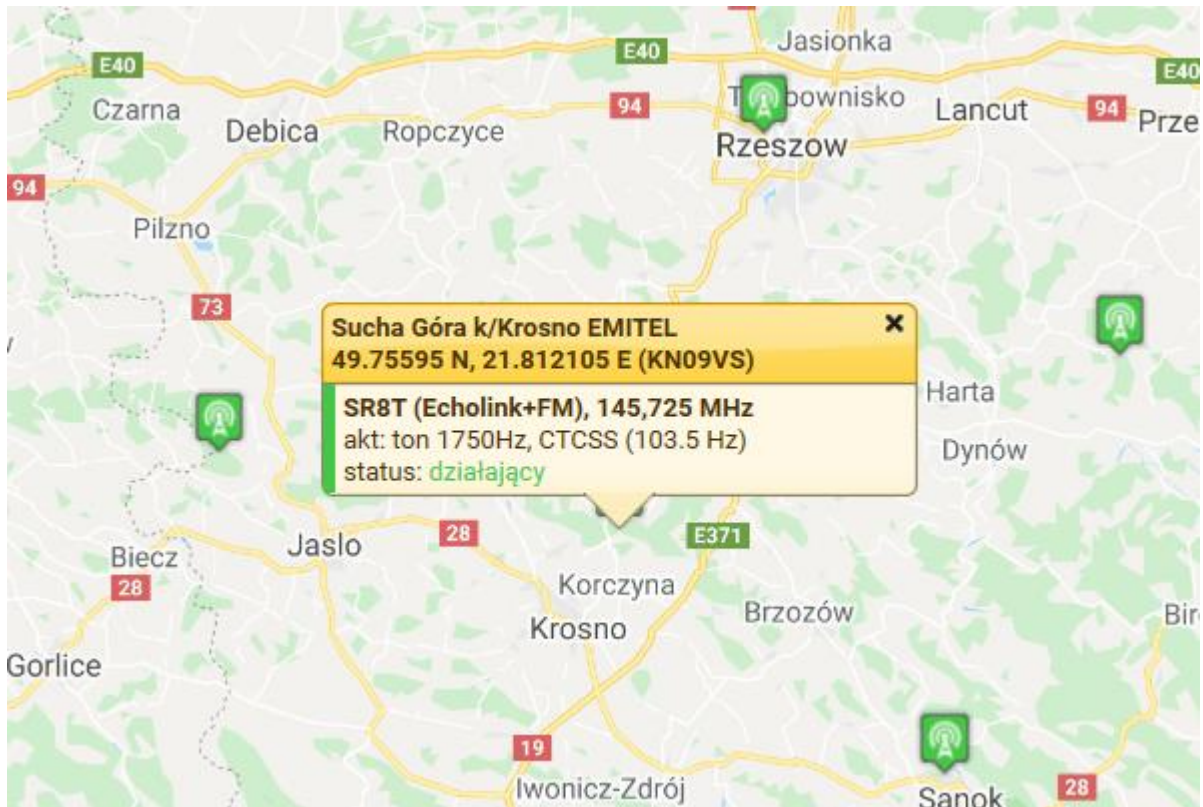 Jasionka
E40
E40
E40
Czarna
94
T
bownisko
Lancut
94
Debica
Ropczyce
Rzeszow
94
Pilzno
73
Sucha Góra k/Krosno EMITEL
49.75595 N, 21.812105 E (KN09VS)
SR8T (Echolink+FM), 145,725 MHz
akt: ton 1750Hz, CTCSS (103.5 Hz)
status: działający
Harta
Dynów
28
E371
Jaslo
Biecz
28
Korczyna
Brzozów
Krosno
Gorlice
19
Iwonicz-Zdrój
Sanok
28